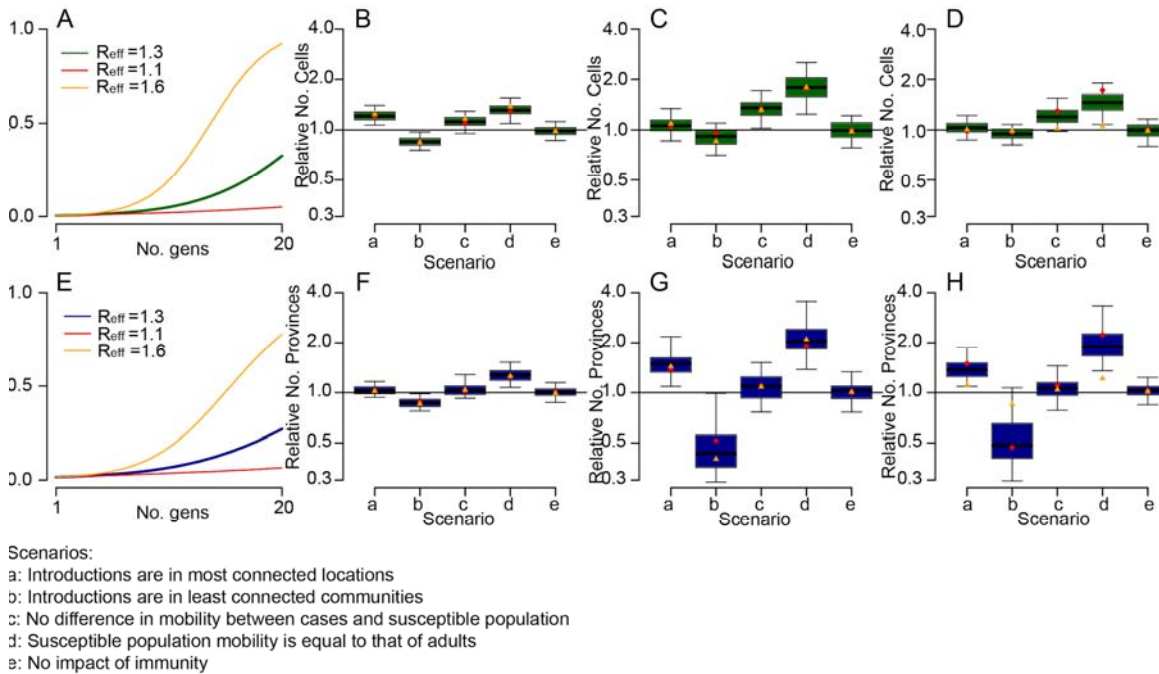 A
1.0
0.5
0.0
Reff =1.3
Reff =1.1
Reff =1.6
1
20
No. gens
B
Relative No. Cells
4.0
2.0
1.0
0.5
0.3
a b c d e
Scenario
C
Relative No. Cells
4.0
2.0
1.0
0.5
0.3
a b c d e
Scenario
D
Relative No. Cells
4.0
2.0
1.0
0.5
0.3
a b c d e
Scenario
E
1.0
0.5
0.0
Reff =1.3
Reff =1.1
Reff =1.6
1
20
No. gens
F
Relative No. Provinces
4.0
2.0
1.0
0.5
0.3
a b c d e
Scenario
G
Relative No. Provinces
4.0
2.0
1.0
0.5
0.3
a b c d e
Scenario
H
Relative No. Provinces
4.0
2.0
1.0
0.5
0.3
a b c d e
Scenario
Scenarios:
a: Introductions are in most connected locations
b: Introductions are in least connected communities
c: No difference in mobility between cases and susceptible population
d: Susceptible population mobility is equal to that of adults
e: No impact of immunity